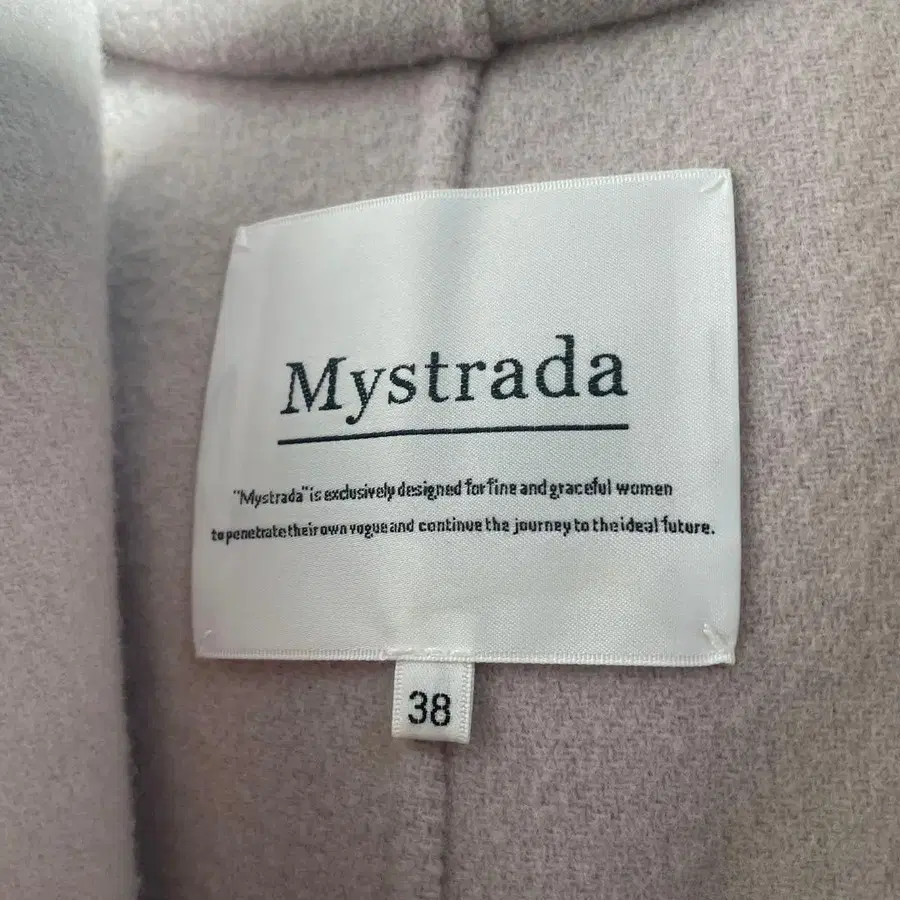 Mystrada
"Mystrada" is exclusively designed for fine and graceful women
to penetrate their own vogue and continue the journey to the ideal future.
38